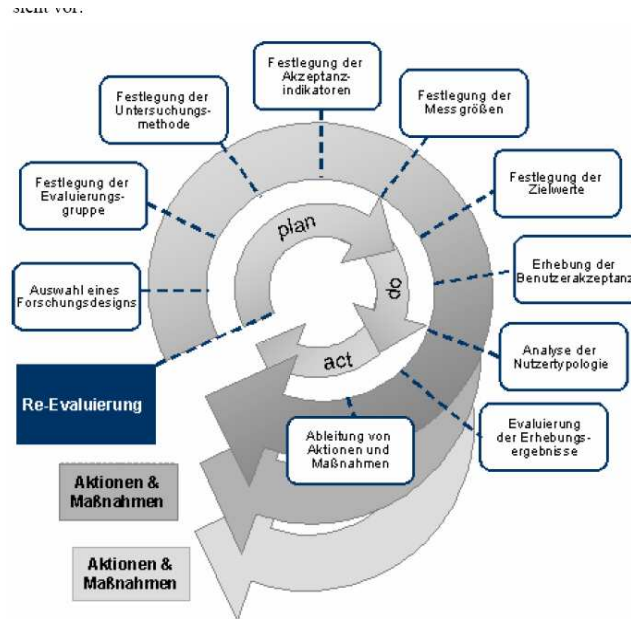 sieht vor:
Festlegung der
Akzeptanz-
indikatoren
Festlegung der
Untersuchungs-
methode
Festlegung der
Messgrößen
Festlegung der
Evaluierungs-
gruppe
Festlegung der
Zielwerte
plan
Auswahl eines
Forschungsdesigns
do
Erhebung der
Benutzerakzeptanz
act
Analyse der
Nutzertypologie
Re-Evaluierung
Ableitung von
Aktionen und
Maßnahmen
Evaluierung
der Erhebungs-
ergebnisse
Aktionen &
Maßnahmen
Aktionen &
Maßnahmen